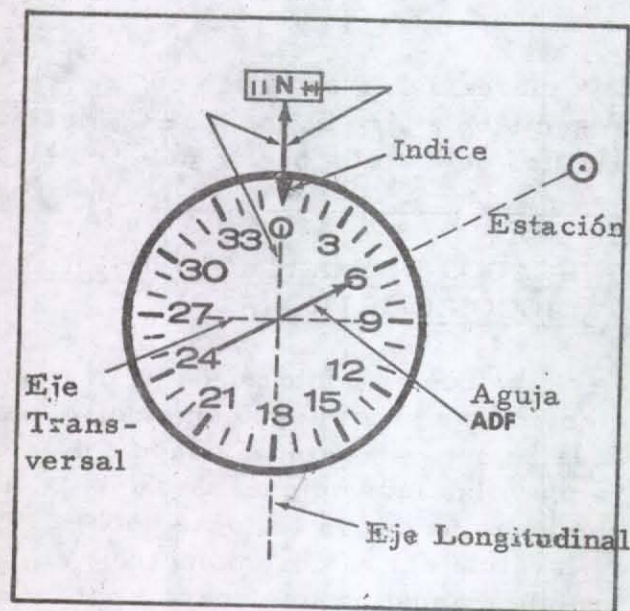 N
Indice
Estación
33
0
3
30
6
27
9
24
12
21
15
18
Eje
Trans-
versal
Aguja
ADF
Eje Longitudinal